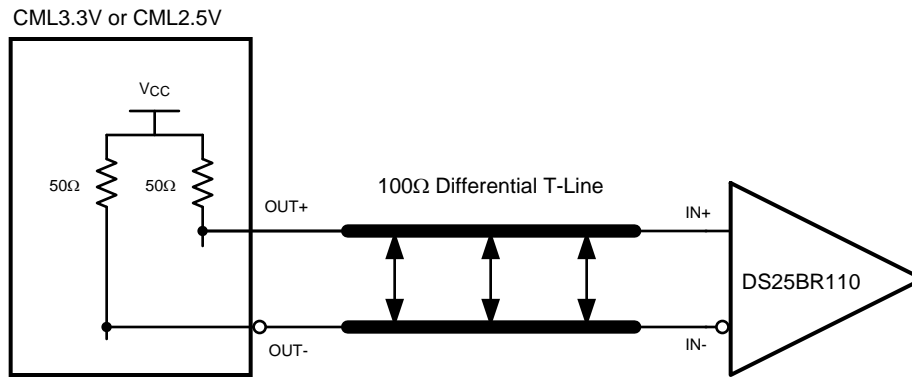 CML3.3V or CML2.5V
VCC
50Ω
50Ω
100Ω Differential T-Line
OUT+
IN+
DS25BR110
OUT-
IN-